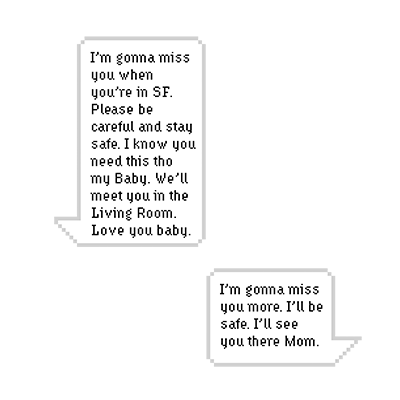 I'm gonna miss
you when
you're in SF.
Please be
careful and stay
safe. I know you
need this tho
my Baby. We'll
meet you in the
Living Room.
Love you baby.
I'm gonna miss
you more. I'll be
safe. I'll see
you there Mom.